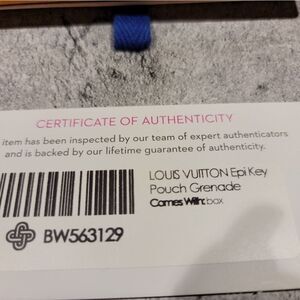 CERTIFICATE OF AUTHENTICITY
item has been inspected by our team of expert authenticators
and is backed by our lifetime guarantee of authenticity.
LOUIS VUITTON Epi Key
Pouch Grenade
Comes With: box
BW563129